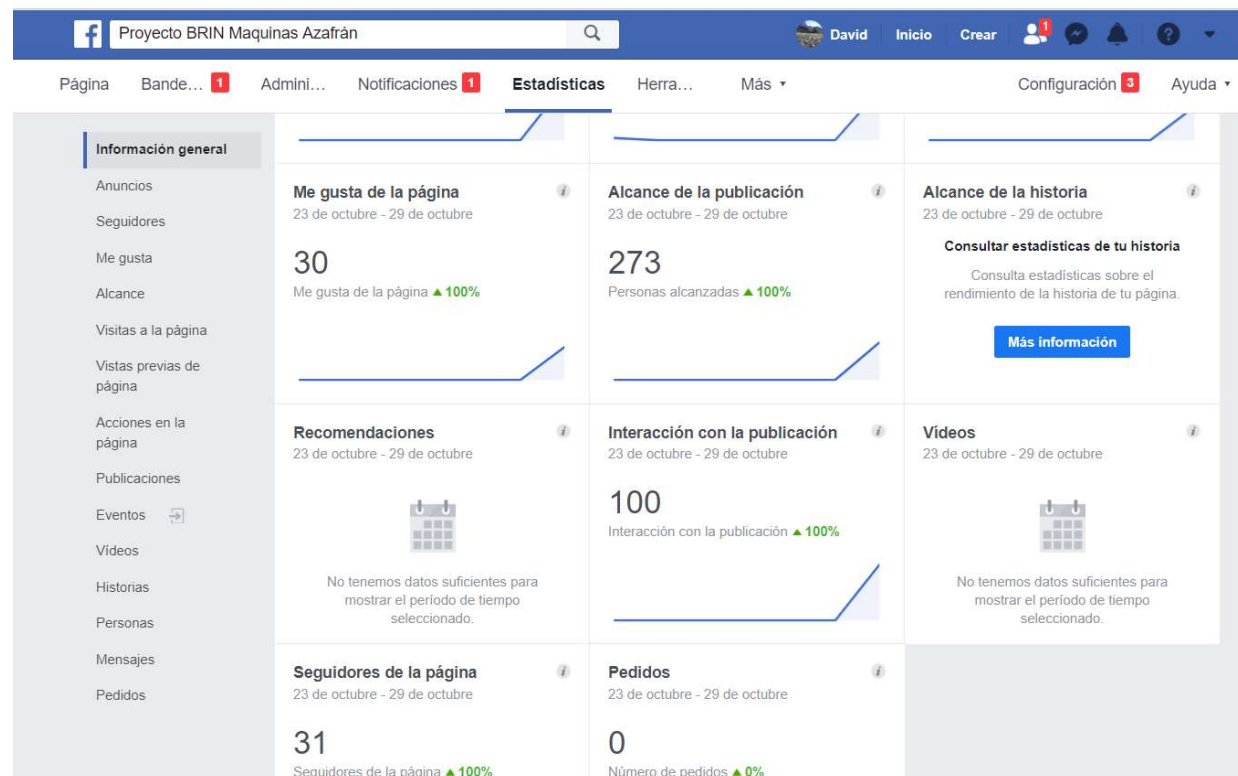 f Proyecto BRIN Maquinas Azafrán David Inicio Crear 1 ?
Página Bande... 1 Admini... Notificaciones 1 Estadísticas Herra... Más Configuración 3 Ayuda
Información general
Anuncios
Seguidores
Me gusta
Alcance
Visitas a la página
Vistas previas de
página
Acciones en la
página
Publicaciones
Eventos
Vídeos
Historias
Personas
Mensajes
Pedidos
Me gusta de la página i
23 de octubre - 29 de octubre
30
Me gusta de la página ▲ 100%
Alcance de la publicación i
23 de octubre - 29 de octubre
273
Personas alcanzadas ▲ 100%
Alcance de la historia i
23 de octubre - 29 de octubre
Consultar estadísticas de tu historia
Consulta estadísticas sobre el
rendimiento de la historia de tu página.
Más información
Recomendaciones i
23 de octubre - 29 de octubre
No tenemos datos suficientes para
mostrar el período de tiempo
seleccionado.
Interacción con la publicación i
23 de octubre - 29 de octubre
100
Interacción con la publicación ▲ 100%
Vídeos i
23 de octubre - 29 de octubre
No tenemos datos suficientes para
mostrar el período de tiempo
seleccionado.
Seguidores de la página i
23 de octubre - 29 de octubre
31
Seguidores de la página ▲ 100%
Pedidos i
23 de octubre - 29 de octubre
0
Número de pedidos ▲ 0%